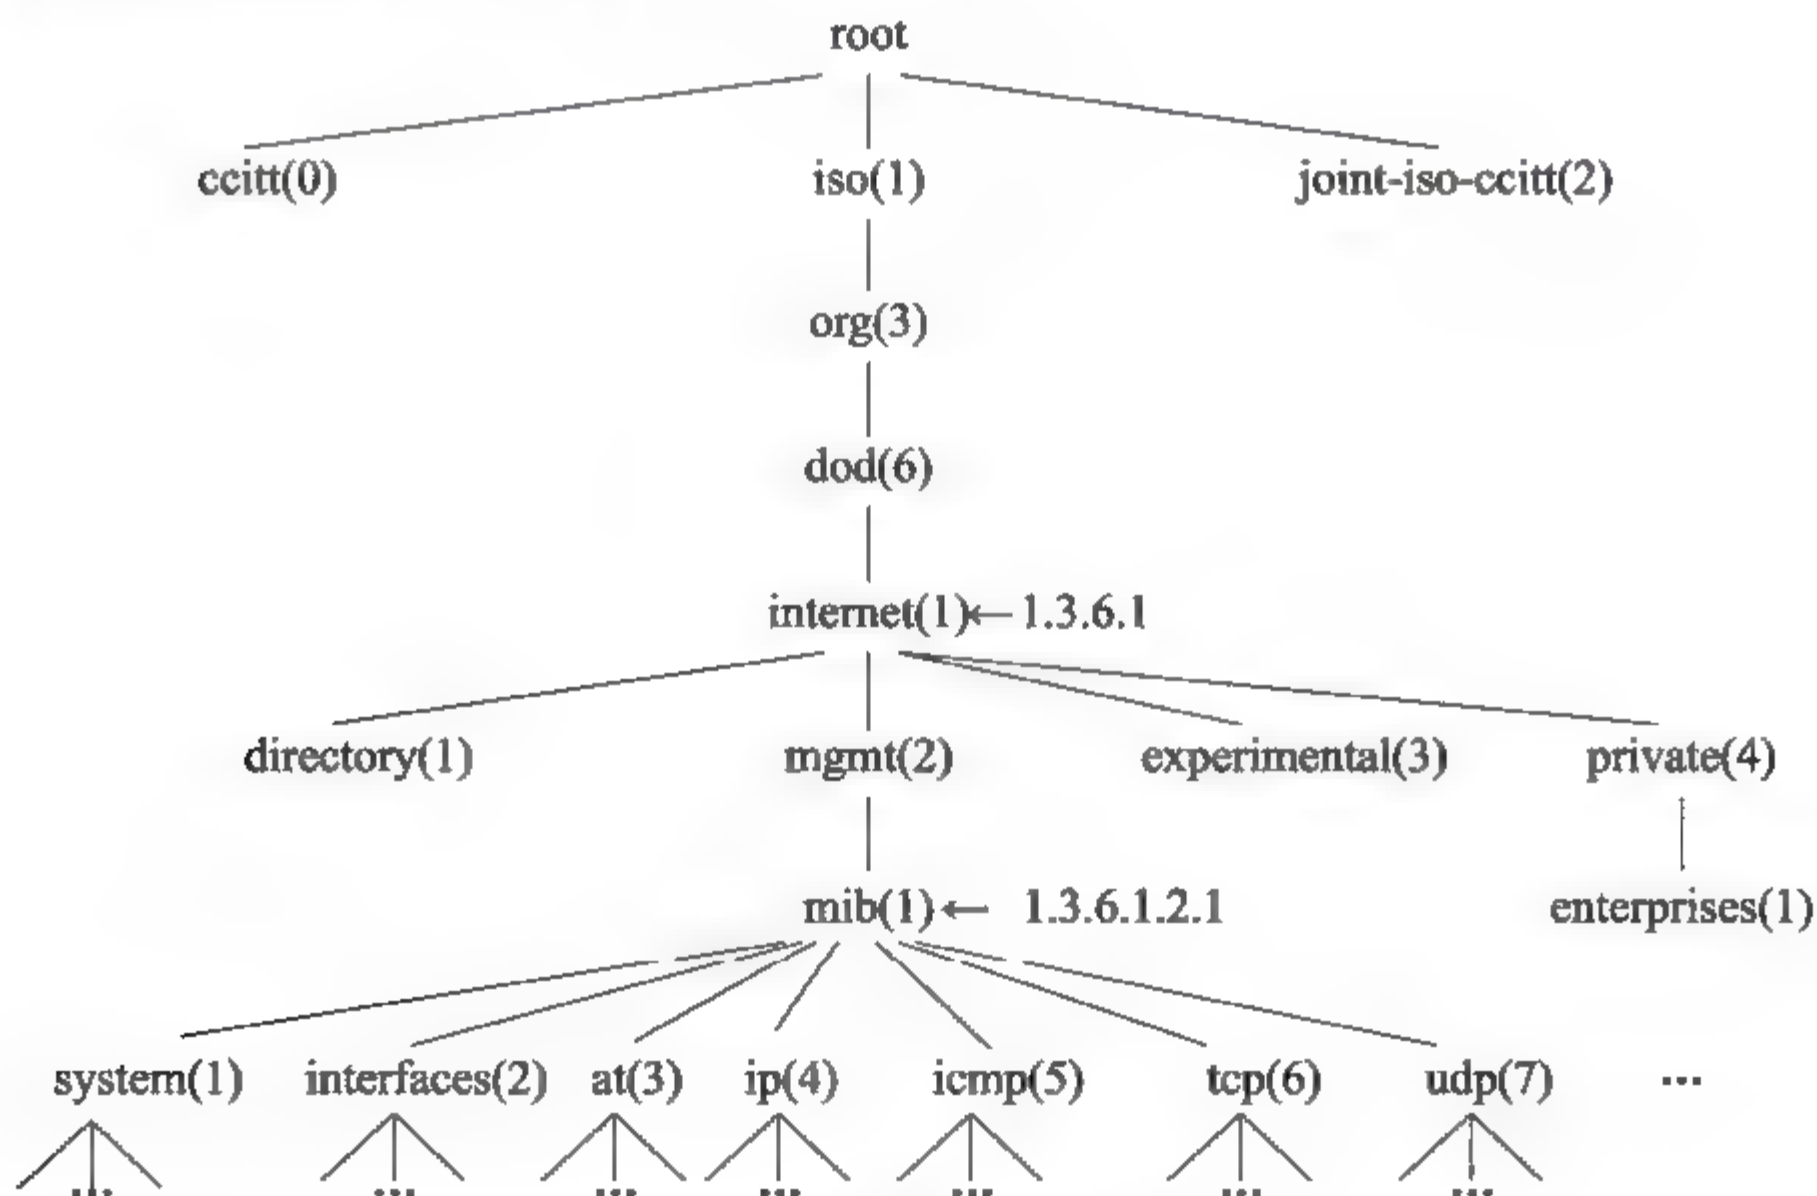 root
ccitt(0) iso(1) joint-iso-ccitt(2)
org(3)
dod(6)
internet(1)← 1.3.6.1
directory(1) mgmt(2) experimental(3) private(4)
mib(1)← 1.3.6.1.2.1 enterprises(1)
system(1) interfaces(2) at(3) ip(4) icmp(5) tcp(6) udp(7) ...
... ... ... ... ... ... ...